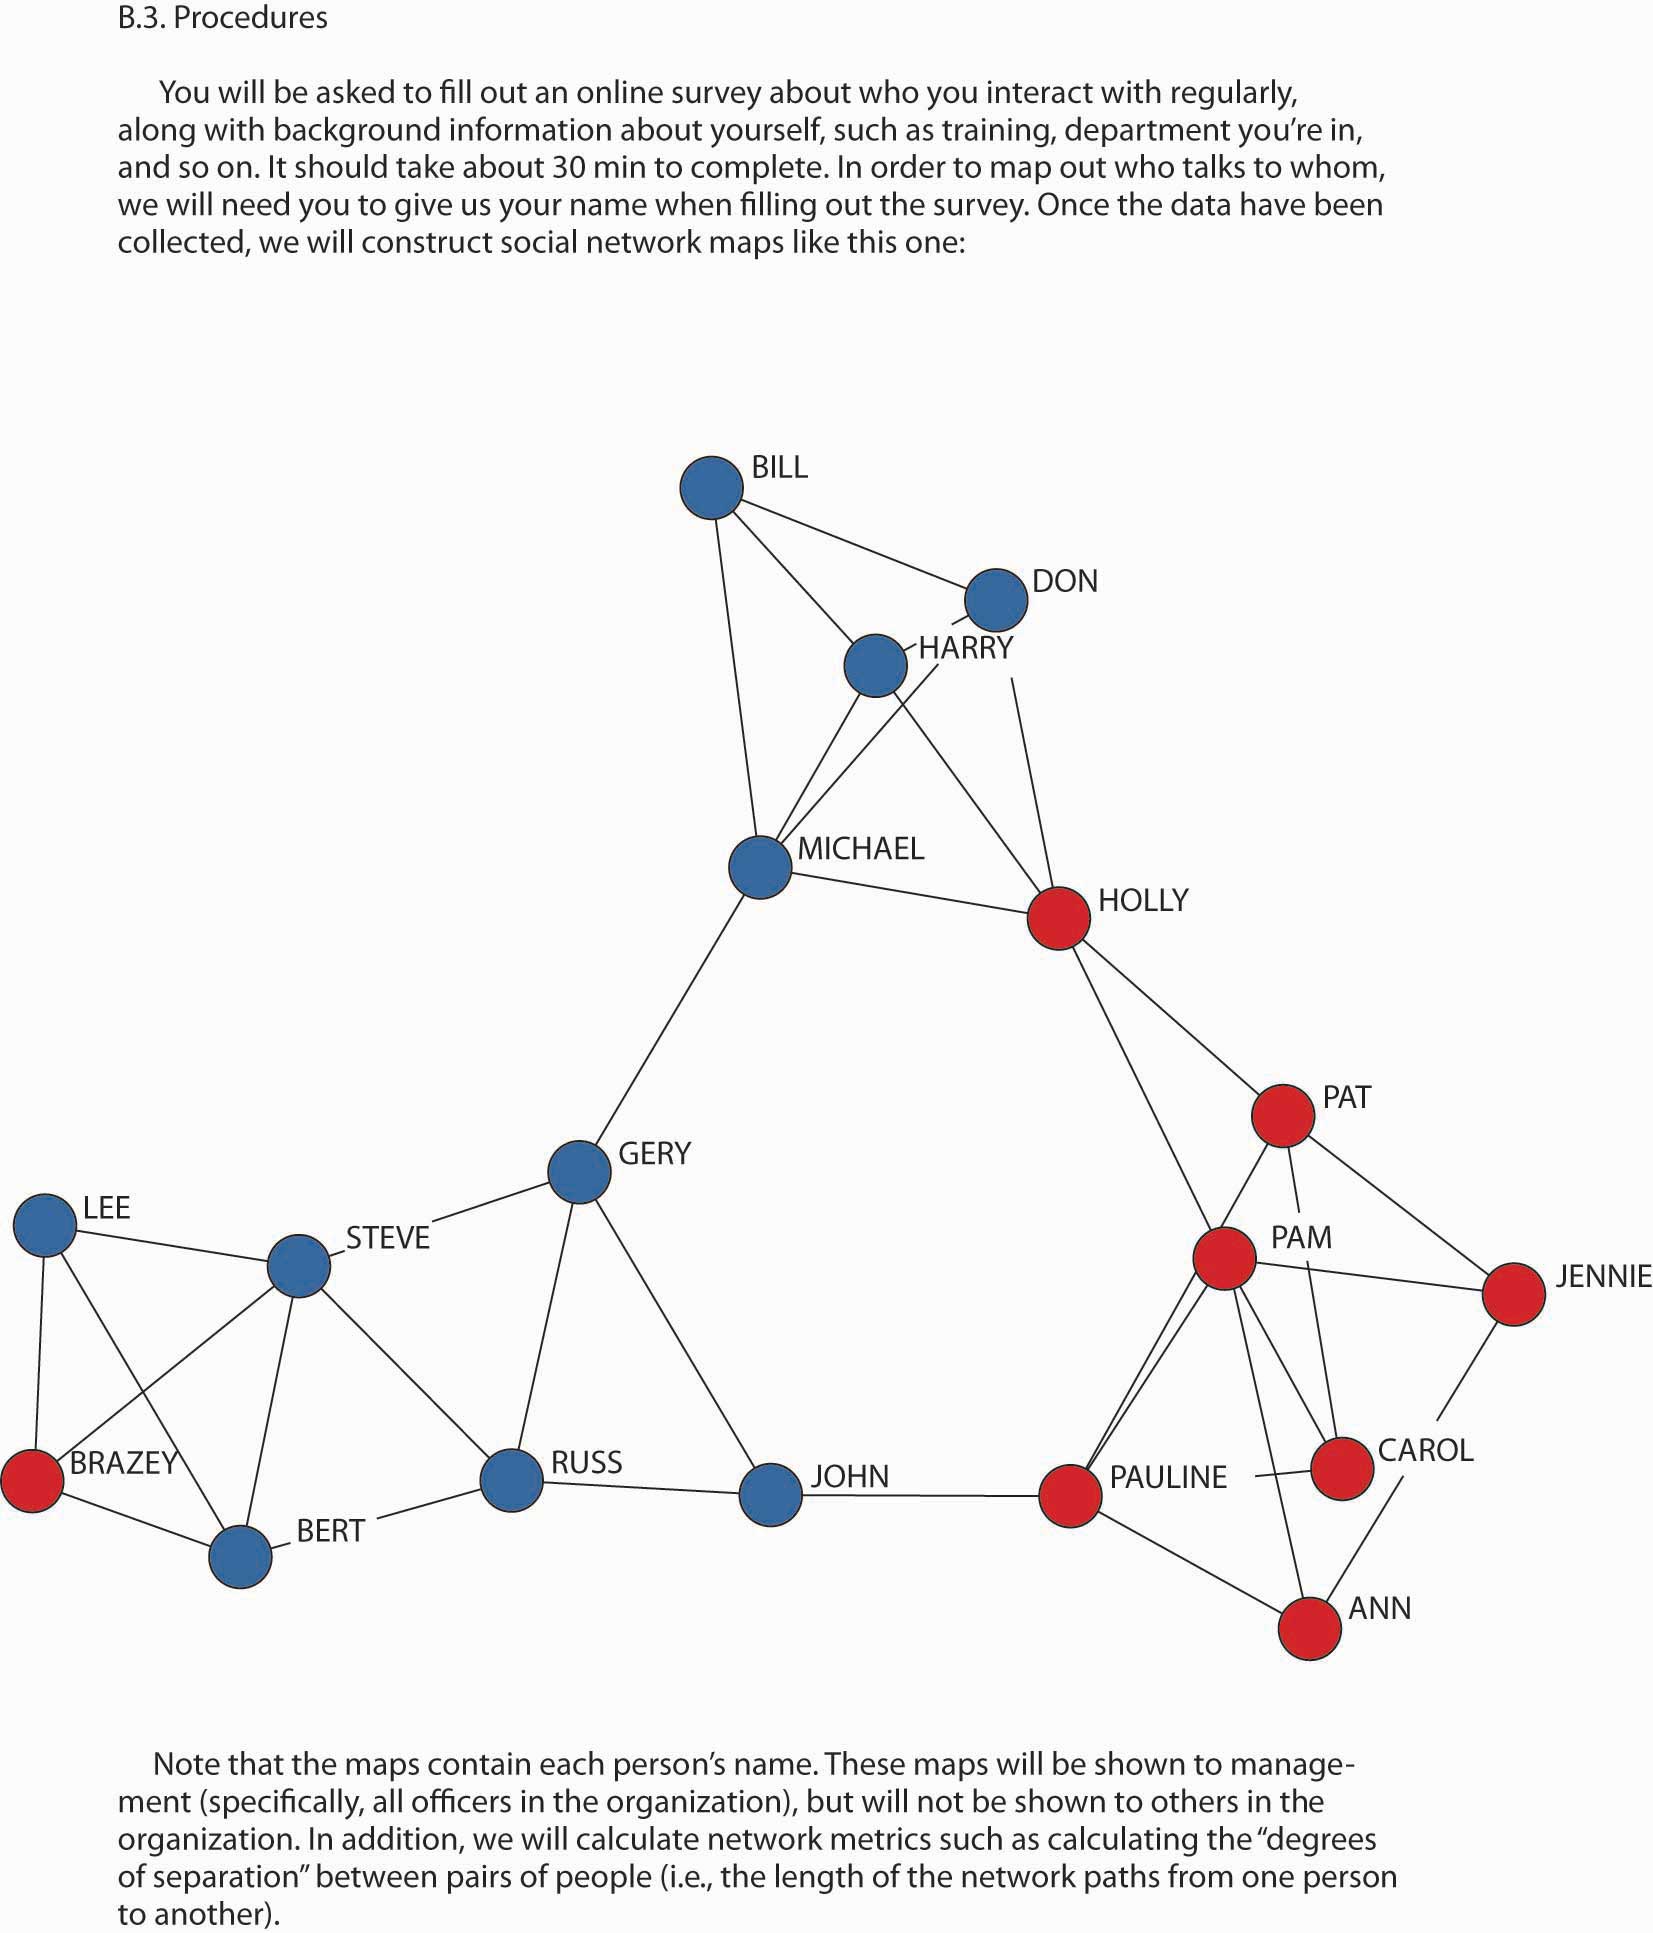 B.3. Procedures
You will be asked to fill out an online survey about who you interact with regularly,
along with background information about yourself, such as training, department you’re in,
and so on. It should take about 30 min to complete. In order to map out who talks to whom,
we will need you to give us your name when filling out the survey. Once the data have been
collected, we will construct social network maps like this one:
BILL
DON
HARRY
MICHAEL
HOLLY
PAT
GERY
LEE
STEVE
PAM
JENNIE
CAROL
BRAZEY
RUSS
JOHN
PAULINE
BERT
ANN
Note that the maps contain each person’s name. These maps will be shown to manage-
ment (specifically, all officers in the organization), but will not be shown to others in the
organization. In addition, we will calculate network metrics such as calculating the “degrees
of separation” between pairs of people (i.e., the length of the network paths from one person
to another).